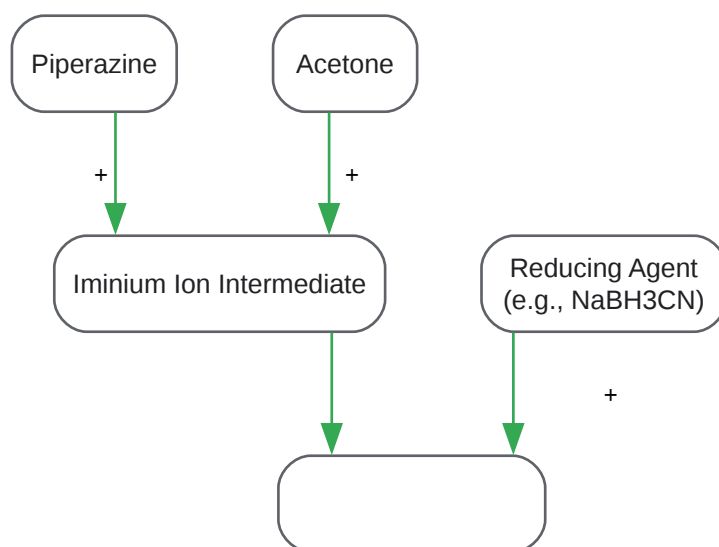 Piperazine
Acetone
+
+
Iminium Ion Intermediate
Reducing Agent
(e.g., NaBH3CN)
+